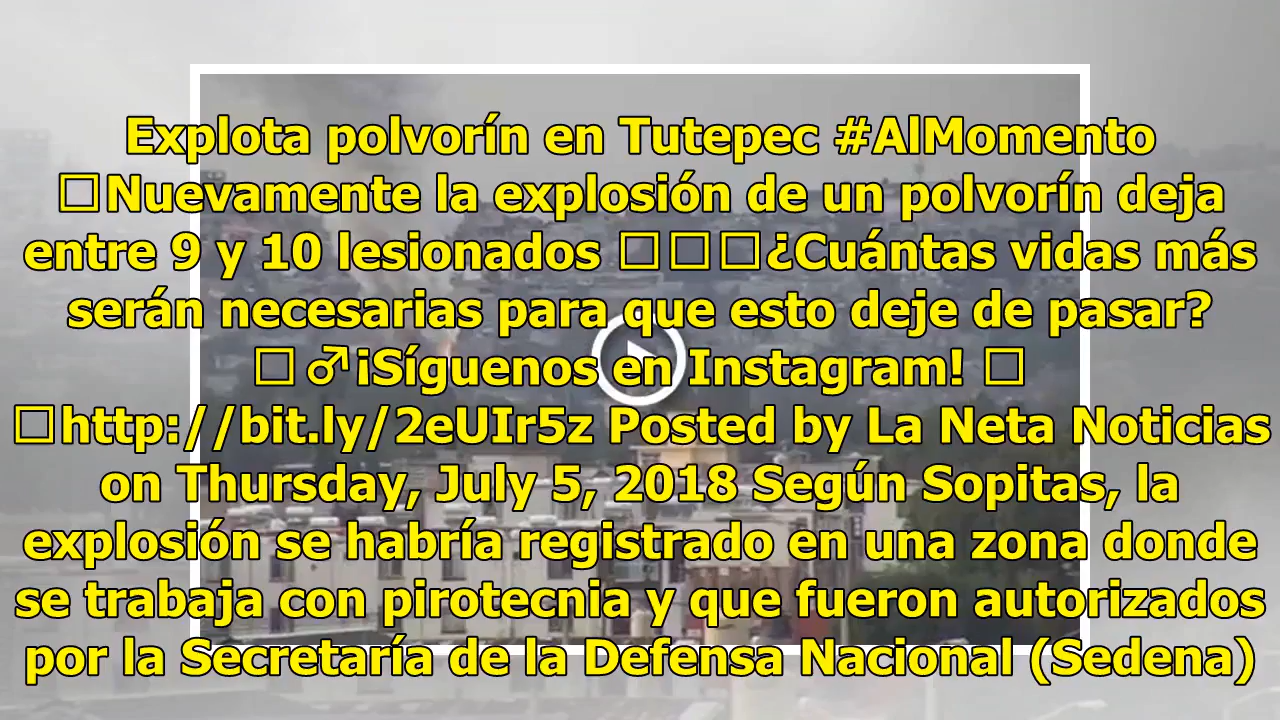 Explota polvorín en Tutepec #AlMomento
□Nuevamente la explosión de un polvorín deja
entre 9 y 10 lesionados □□□¿Cuántas vidas más
serán necesarias para que esto deje de pasar?
□♂¡Síguenos en Instagram! □
□http://bit.ly/2eUIr5z Posted by La Neta Noticias
on Thursday, July 5, 2018 Según Sopitas, la
explosión se habría registrado en una zona donde
se trabaja con pirotecnia y que fueron autorizados
por la Secretaría de la Defensa Nacional (Sedena)